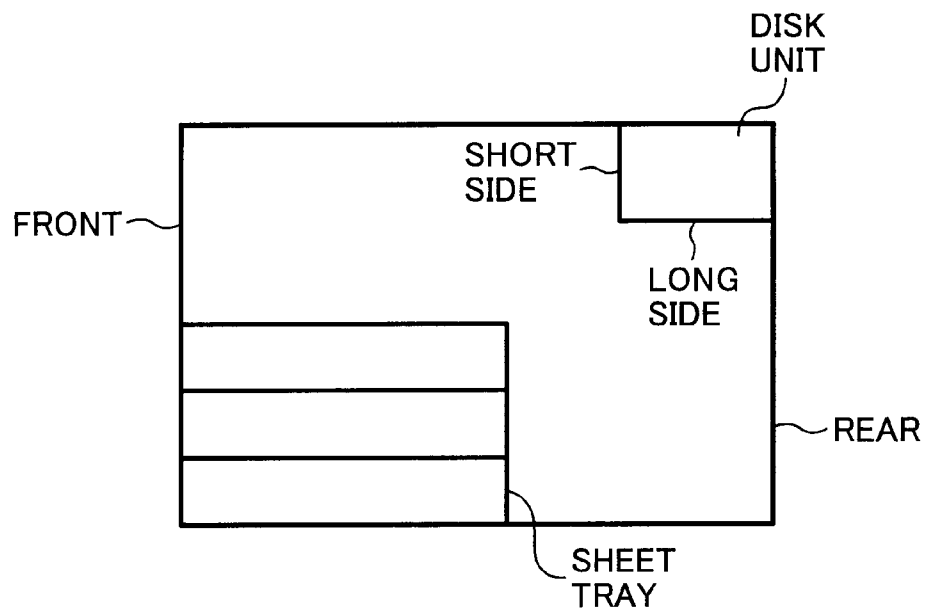 DISK
UNIT
SHORT
SIDE
FRONT
LONG
SIDE
REAR
SHEET
TRAY